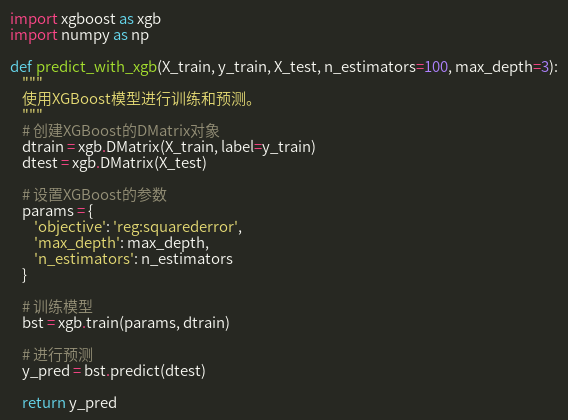 import xgboost as xgb
import numpy as np
def predict_with_xgb(X_train, y_train, X_test, n_estimators=100, max_depth=3):
"""
使用XGBoost模型进行训练和预测。
"""
# 创建XGBoost的DMatrix对象
dtrain = xgb.DMatrix(X_train, label=y_train)
dtest = xgb.DMatrix(X_test)
# 设置XGBoost的参数
params = {
'objective': 'reg:squarederror',
'max_depth': max_depth,
'n_estimators': n_estimators
}
# 训练模型
bst = xgb.train(params, dtrain)
# 进行预测
y_pred = bst.predict(dtest)
return y_pred